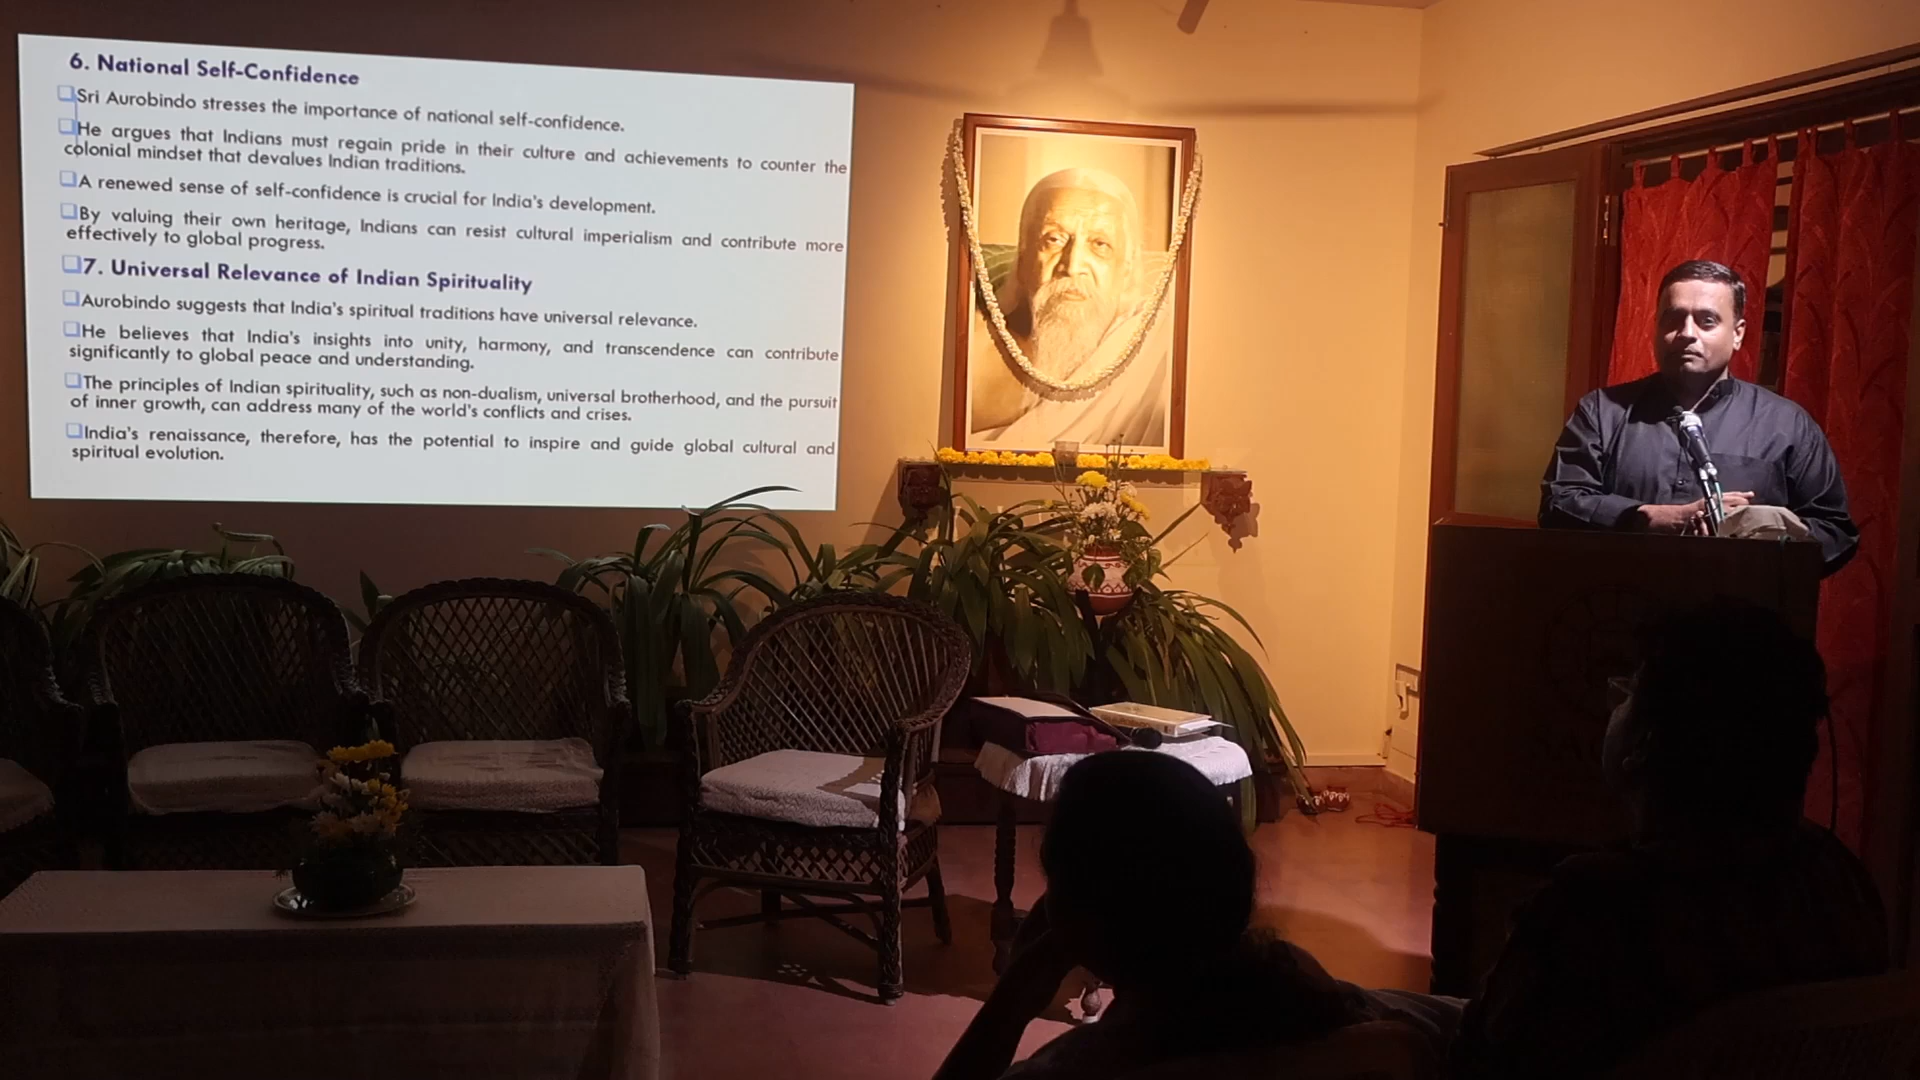 6. National Self-Confidence
Sri Aurobindo stresses the importance of national self-confidence.
He argues that Indians must regain pride in their culture and achievements to counter the
colonial mindset that devalues Indian traditions.
A renewed sense of self-confidence is crucial for India's development.
By valuing their own heritage, Indians can resist cultural imperialism and contribute more
effectively to global progress.
7. Universal Relevance of Indian Spirituality
Aurobindo suggests that India's spiritual traditions have universal relevance.
He believes that India's insights into unity, harmony, and transcendence can contribute
significantly to global peace and understanding.
The principles of Indian spirituality, such as non-dualism, universal brotherhood, and the pursuit
of inner growth, can address many of the world's conflicts and crises.
India's renaissance, therefore, has the potential to inspire and guide global cultural and
spiritual evolution.